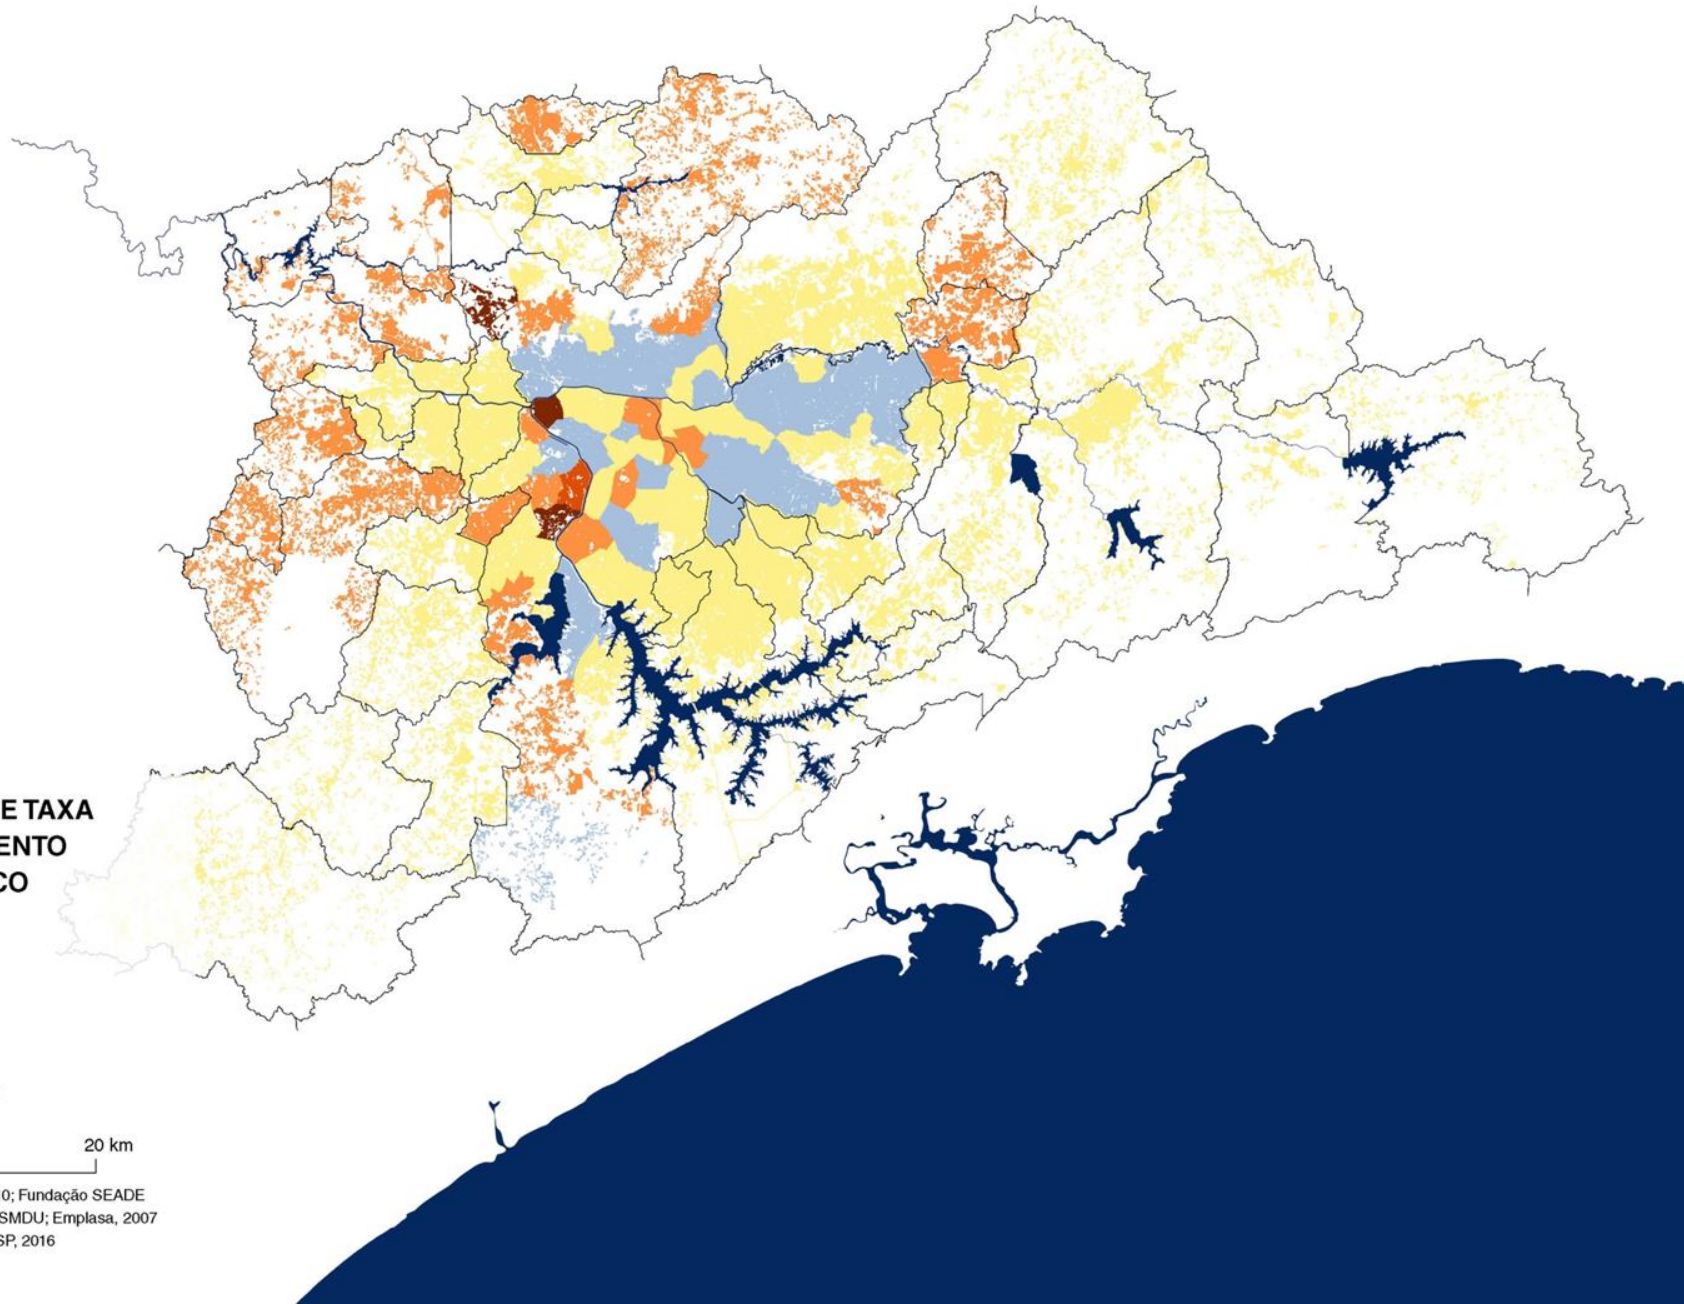 E TAXA
ENTO
CO
20 km
0; Fundação SEADE
SMDU; Emplasa, 2007
SP, 2016